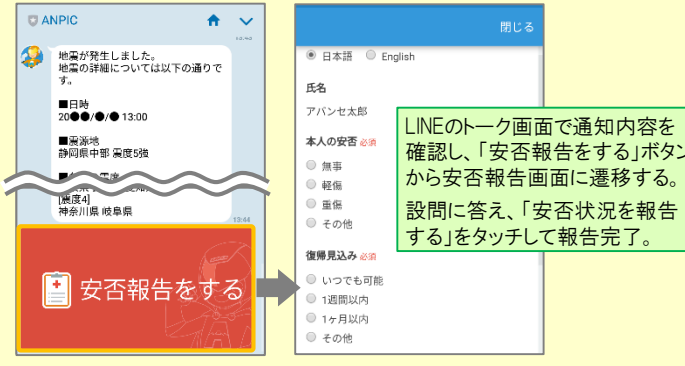 ANPIC
地震が発生しました。
地震の詳細については以下の通りで
す。
■日時
20●●/●/● 13:00
■震源地
静岡県中部 震度5強
[震度4]
神奈川県 岐阜県
13:44
安否報告をする
閉じる
日本語 English
氏名
アバンセ太郎
本人の安否 必須
無事
軽傷
重傷
その他
復帰見込み 必須
いつでも可能
1週間以内
1ヶ月以内
その他
LINEのトーク画面で通知内容を
確認し、「安否報告をする」ボタン
から安否報告画面に遷移する。
設問に答え、「安否状況を報告
する」をタッチして報告完了。